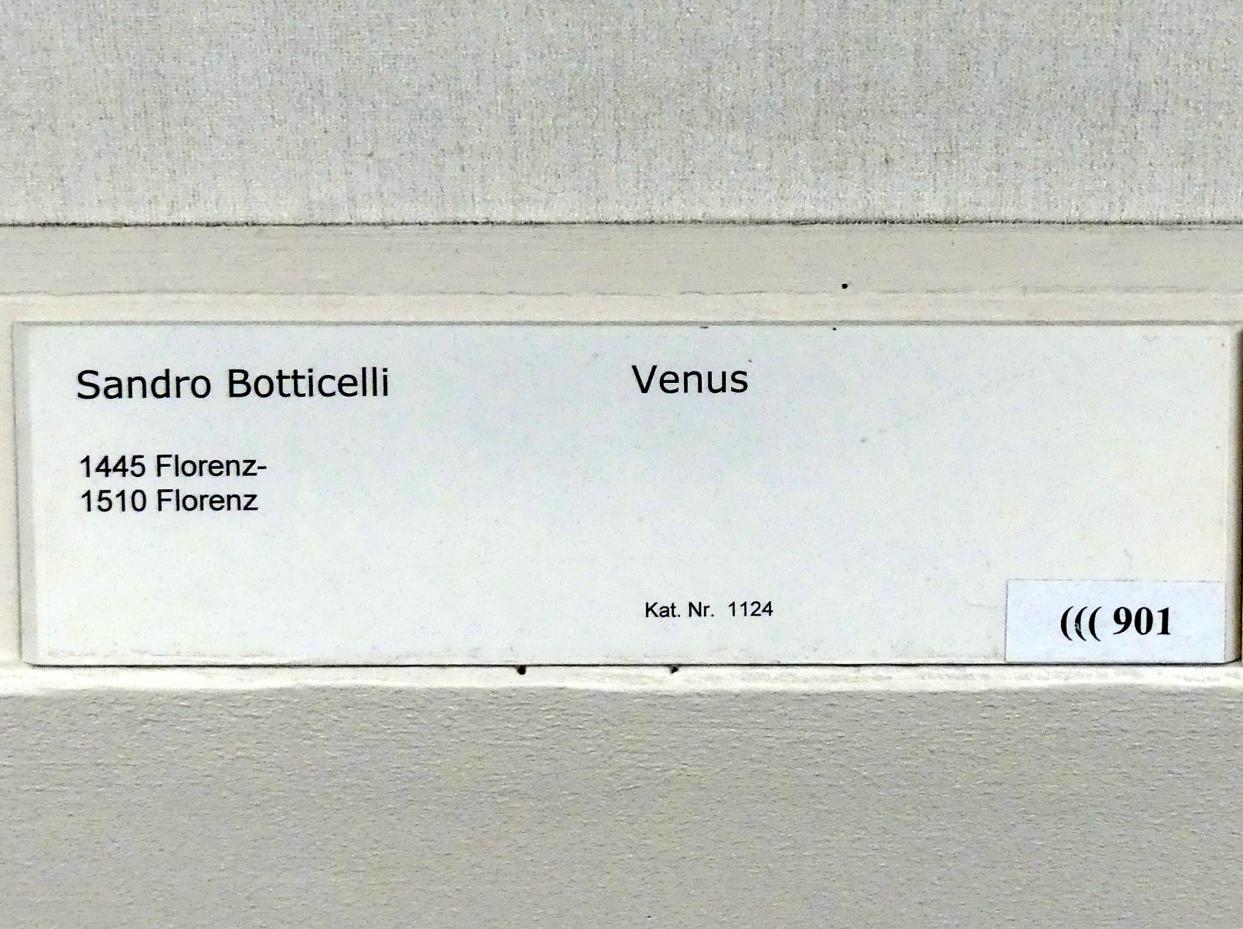 Sandro Botticelli
1445 Florenz-
1510 Florenz
Venus
Kat. Nr. 1124
((( 901